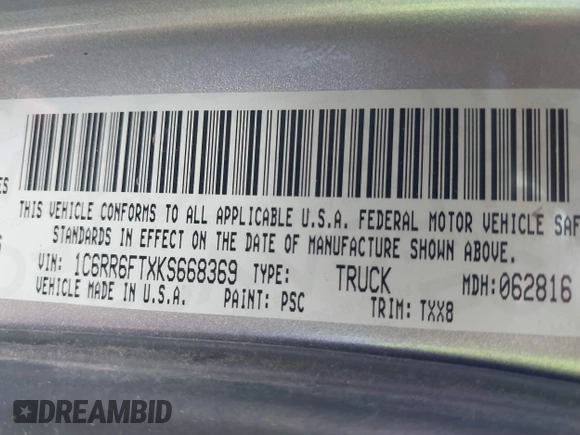 ES
THIS VEHICLE CONFORMS TO ALL APPLICABLE U.S.A. FEDERAL MOTOR VEHICLE SAF
S
STANDARDS IN EFFECT ON THE DATE OF MANUFACTURE SHOWN ABOVE.
VIN: 1C6RR6FTXKS668369 TYPE: TRUCK MDH:062816
VEHICLE MADE IN U.S.A. PAINT: PSC TRIM: TXX8
DREAMBID